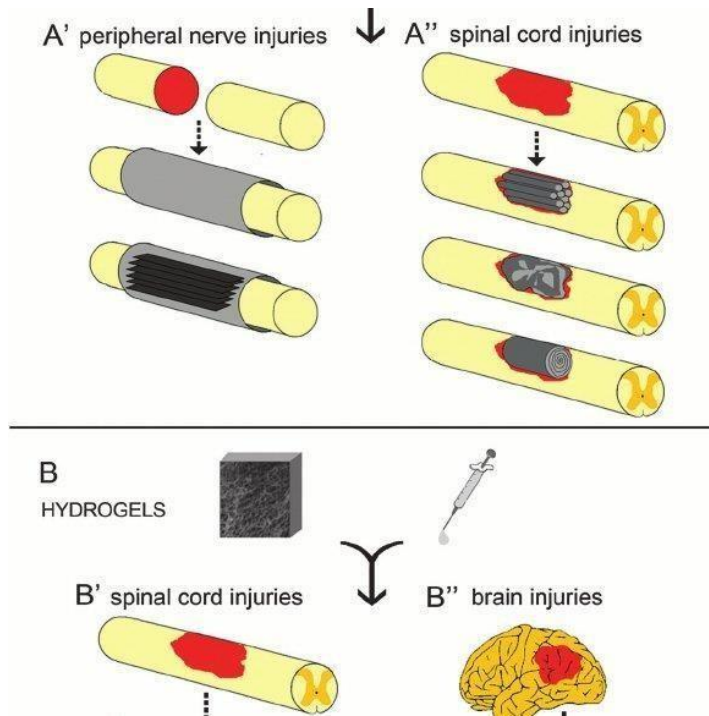 A' peripheral nerve injuries
A'' spinal cord injuries
B
HYDROGELS
B' spinal cord injuries
B'' brain injuries